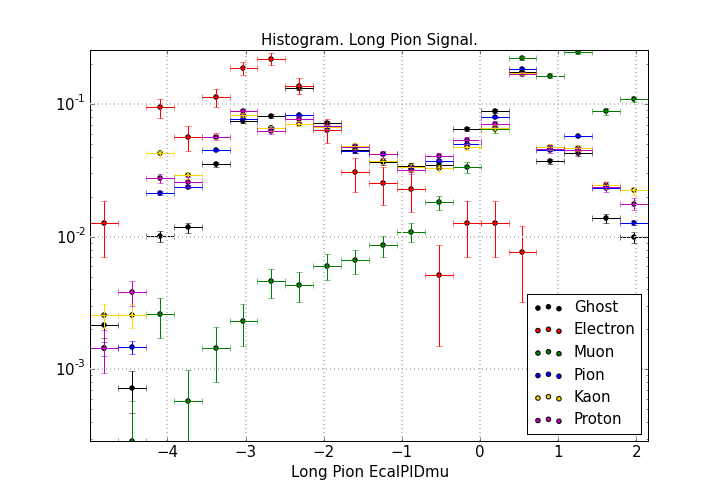 Histogram. Long Pion Signal.
10⁻¹
10⁻²
10⁻³
−4 −3 −2 −1 0 1 2
Long Pion EcalPIDmu
Ghost
Electron
Muon
Pion
Kaon
Proton